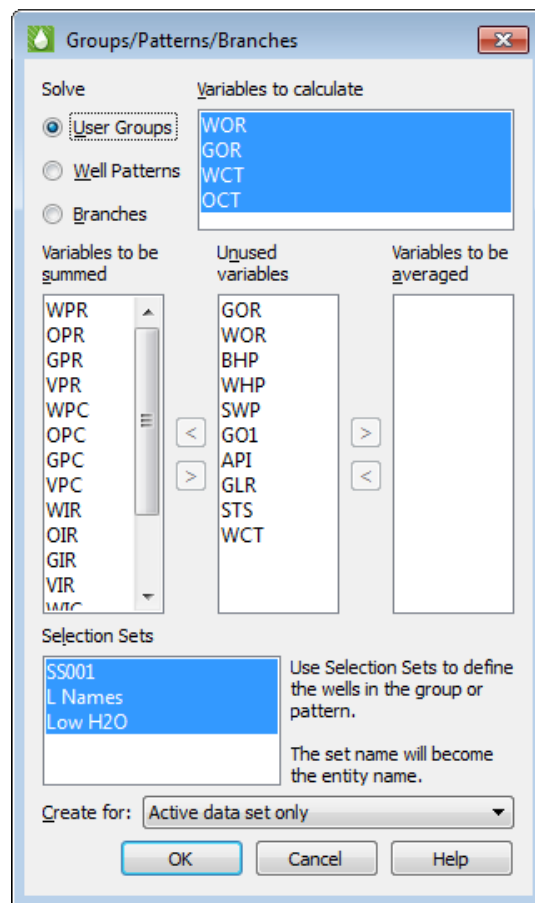 Groups/Patterns/Branches
Solve
User Groups
Well Patterns
Branches
Variables to calculate
WOR
GOR
WCT
OCT
Variables to be
summed
WPR
OPR
GPR
VPR
WPC
OPC
GPC
VPC
WIR
OIR
GIR
VIR
WIC
<
>
Unused
variables
GOR
WOR
BHP
WHP
SWP
GO1
API
GLR
STS
WCT
>
<
Variables to be
averaged
Selection Sets
SS001
L Names
Low H2O
Use Selection Sets to define
the wells in the group or
pattern.
The set name will become
the entity name.
Create for: Active data set only
OK Cancel Help